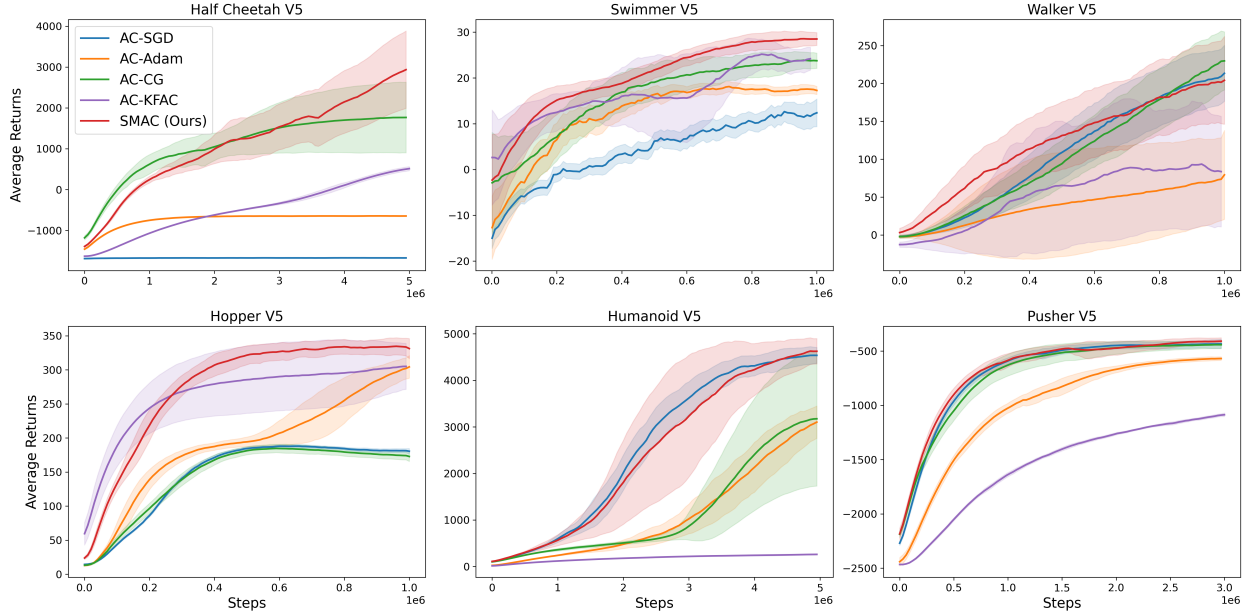 Half Cheetah V5
Average Returns
4000
3000
2000
1000
0
−1000
AC-SGD
AC-Adam
AC-CG
AC-KFAC
SMAC (Ours)
0 1 2 3 4 5
1e6
Swimmer V5
30
20
10
0
−10
−20
0.0 0.2 0.4 0.6 0.8 1.0
1e6
Walker V5
250
200
150
100
50
0
0.0 0.2 0.4 0.6 0.8 1.0
1e6
Hopper V5
Average Returns
350
300
250
200
150
100
50
0
0.0 0.2 0.4 0.6 0.8 1.0
1e6
Steps
Humanoid V5
5000
4000
3000
2000
1000
0
0 1 2 3 4 5
1e6
Steps
Pusher V5
−500
−1000
−1500
−2000
−2500
0.0 0.5 1.0 1.5 2.0 2.5 3.0
1e6
Steps